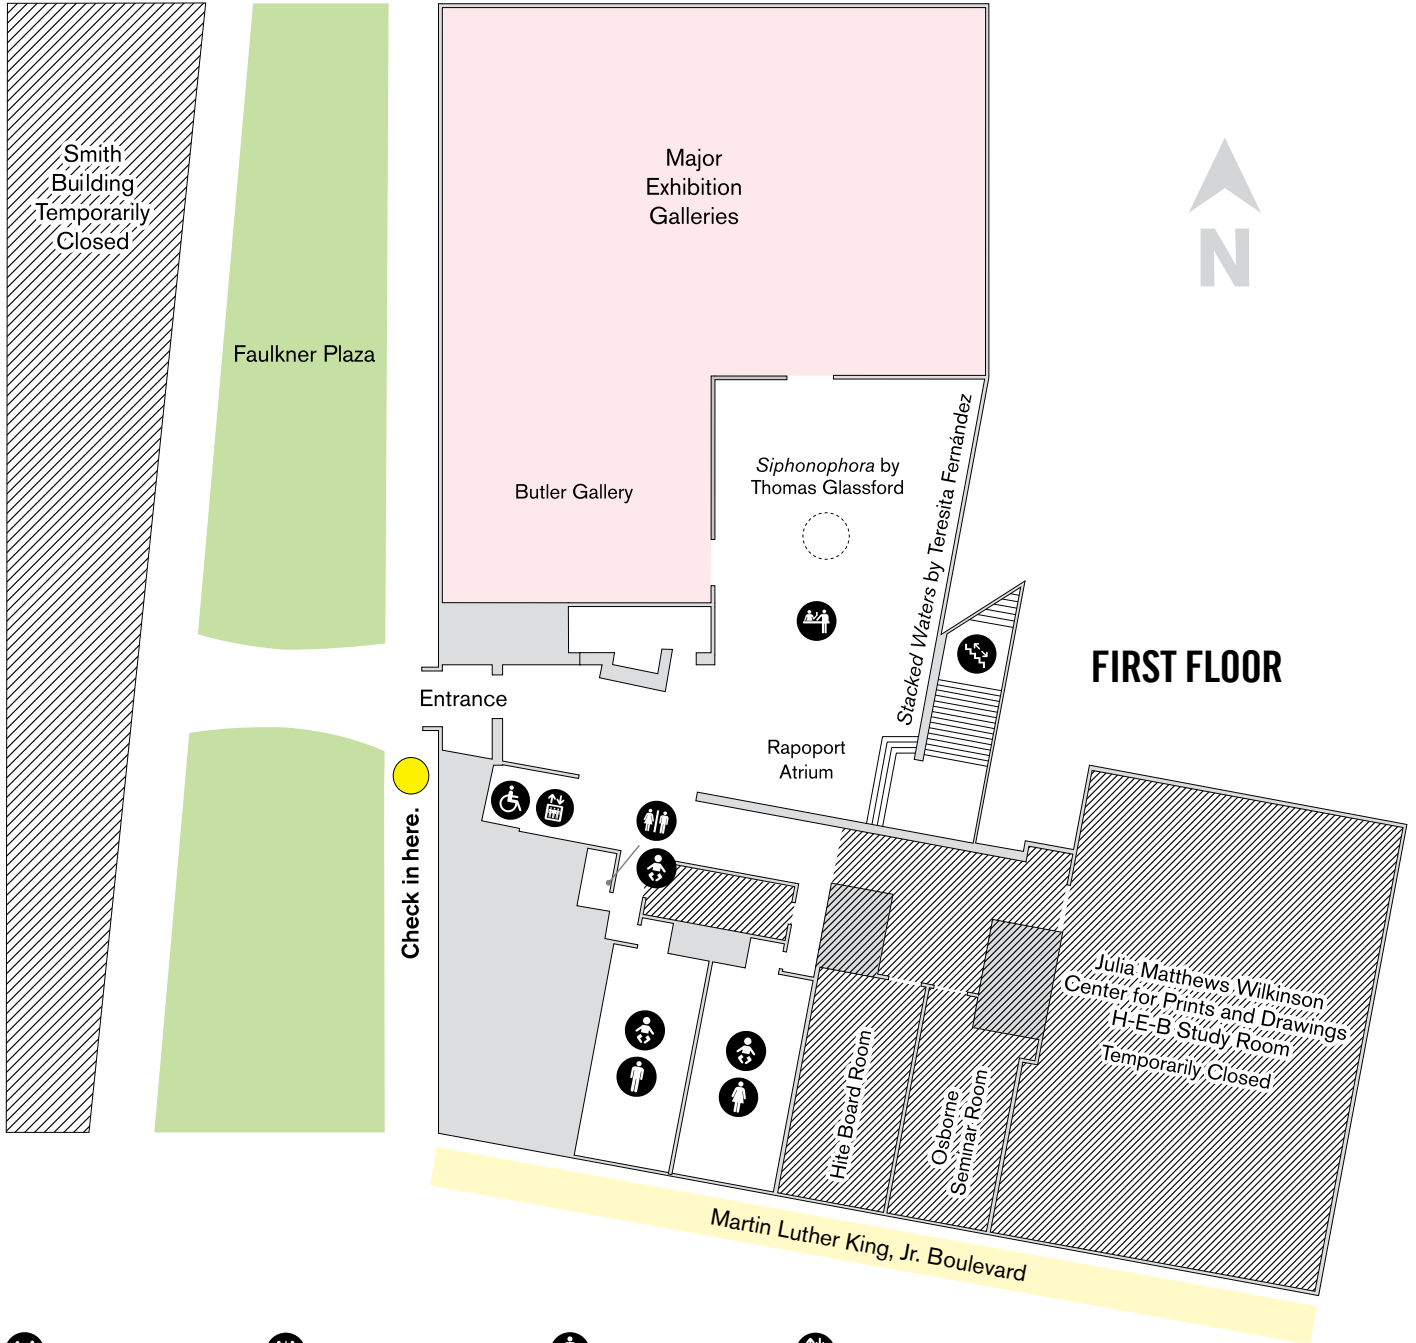 Smith
Building
Temporarily
Closed
Major
Exhibition
Galleries
N
Faulkner Plaza
Siphonophora by
Thomas Glassford
Stacked Waters by Teresita Fernández
Butler Gallery
FIRST FLOOR
Entrance
Rapoport
Atrium
Check in here.
Julia Matthews Wilkinson
Center for Prints and Drawings
H-E-B Study Room
Temporarily Closed
Hite Board Room
Osborne
Seminar Room
Martin Luther King, Jr. Boulevard